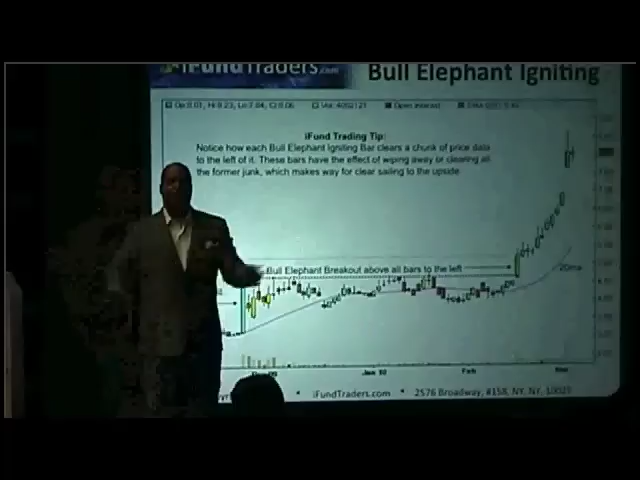 iFundTraders.com
Bull Elephant Igniting
iFund Trading Tip:
Notice how each Bull Elephant Igniting Bar clears a chunk of price data
to the left of it. These bars have the effect of wiping away or clearing all
the former junk, which makes way for clear sailing to the upside.
Bull Elephant Breakout above all bars to the left
20ma
Jan 10
Feb
iFundTraders.com * 2576 Broadway, #158, NY, NY, 10025